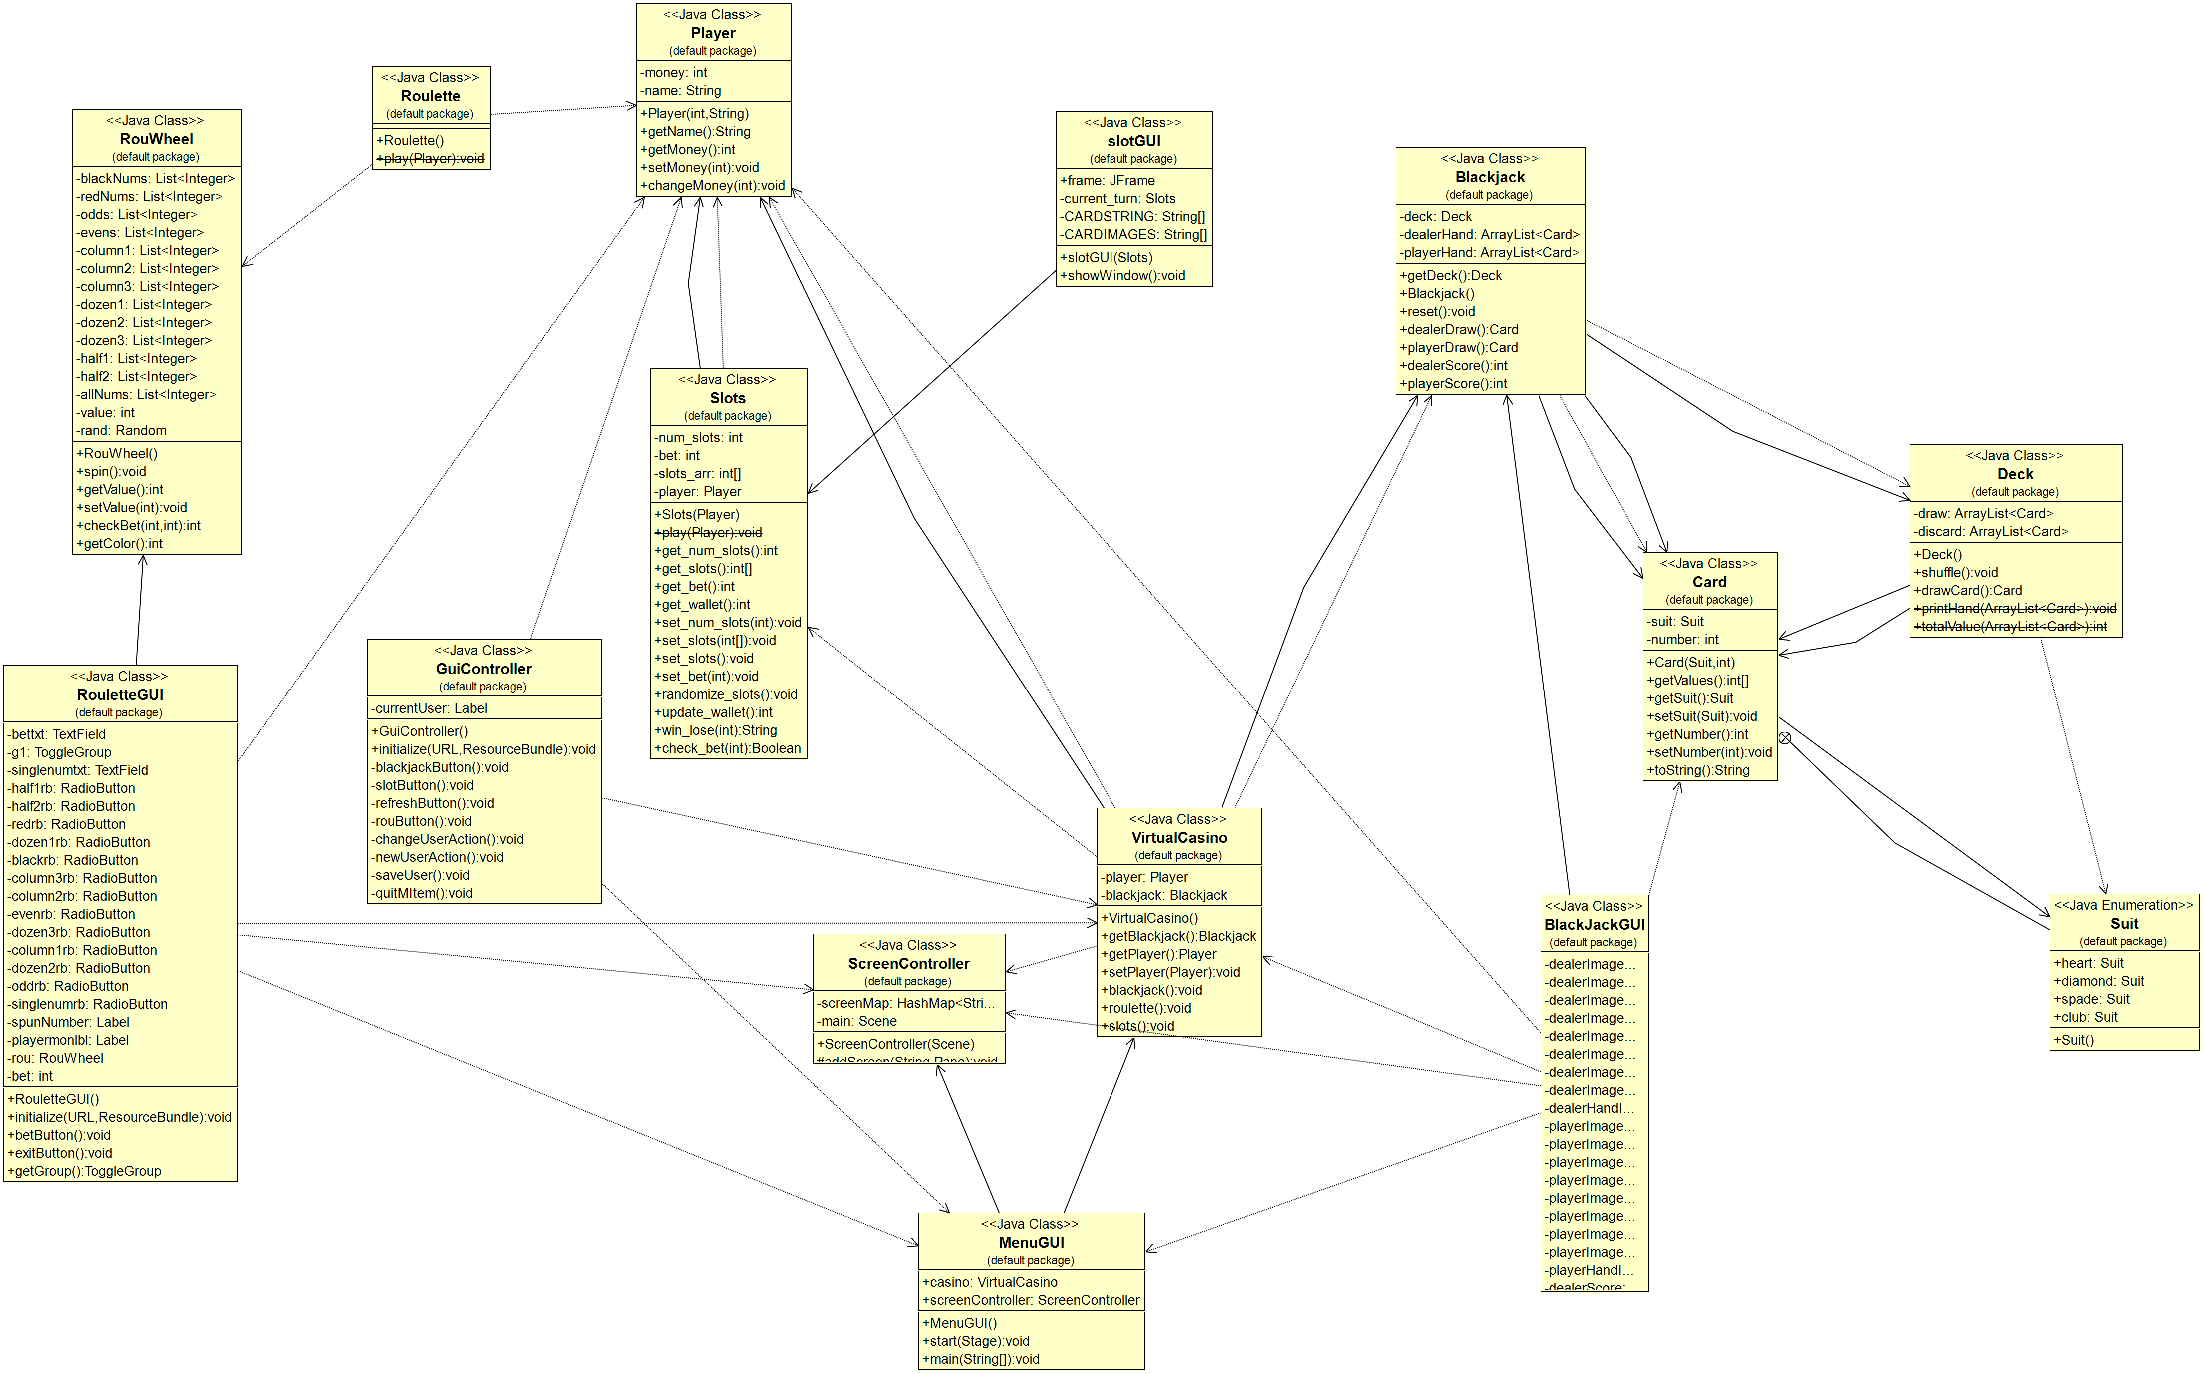 <<Java Class>>
Player
(default package)
-money: int
-name: String
+Player(int,String)
+getName():String
+getMoney():int
+setMoney(int):void
+changeMoney(int):void
<<Java Class>>
Roulette
(default package)
+Roulette()
+play(Player):void
<<Java Class>>
RouWheel
(default package)
-blackNums: List<Integer>
-redNums: List<Integer>
-odds: List<Integer>
-evens: List<Integer>
-column1: List<Integer>
-column2: List<Integer>
-column3: List<Integer>
-dozen1: List<Integer>
-dozen2: List<Integer>
-dozen3: List<Integer>
-half1: List<Integer>
-half2: List<Integer>
-allNums: List<Integer>
-value: int
-rand: Random
+RouWheel()
+spin():void
+getValue():int
+setValue(int):void
+checkBet(int,int):int
+getColor():int
<<Java Class>>
slotGUI
(default package)
+frame: JFrame
-current_turn: Slots
-CARDSTRING: String[]
-CARDIMAGES: String[]
+slotGUI(Slots)
+showWindow():void
<<Java Class>>
Blackjack
(default package)
-deck: Deck
-dealerHand: ArrayList<Card>
-playerHand: ArrayList<Card>
+getDeck():Deck
+Blackjack()
+reset():void
+dealerDraw():Card
+playerDraw():Card
+dealerScore():int
+playerScore():int
<<Java Class>>
Slots
(default package)
-num_slots: int
-bet: int
-slots_arr: int[]
-player: Player
+Slots(Player)
+play(Player):void
+get_num_slots():int
+get_slots():int[]
+get_bet():int
+get_wallet():int
+set_num_slots(int):void
+set_slots(int[]):void
+set_slots():void
+set_bet(int):void
+randomize_slots():void
+update_wallet():int
+win_lose(int):String
+check_bet(int):Boolean
<<Java Class>>
Deck
(default package)
-draw: ArrayList<Card>
-discard: ArrayList<Card>
+Deck()
+shuffle():void
+drawCard():Card
+printHand(ArrayList<Card>):void
+totalValue(ArrayList<Card>):int
<<Java Class>>
Card
(default package)
-suit: Suit
-number: int
+Card(Suit,int)
+getValues():int[]
+getSuit():Suit
+setSuit(Suit):void
+getNumber():int
+setNumber(int):void
+toString():String
<<Java Class>>
GuiController
(default package)
-currentUser: Label
+GuiController()
+initialize(URL,ResourceBundle):void
-blackjackButton():void
-slotButton():void
-refreshButton():void
-rouButton():void
-changeUserAction():void
-newUserAction():void
-saveUser():void
-quitMItem():void
<<Java Class>>
RouletteGUI
(default package)
-bettxt: TextField
-g1: ToggleGroup
-singlenumtxt: TextField
-half1rb: RadioButton
-half2rb: RadioButton
-redrb: RadioButton
-dozen1rb: RadioButton
-blackrb: RadioButton
-column3rb: RadioButton
-column2rb: RadioButton
-evenrb: RadioButton
-dozen3rb: RadioButton
-column1rb: RadioButton
-dozen2rb: RadioButton
-oddrb: RadioButton
-singlenumrb: RadioButton
-spunNumber: Label
-playermonlbl: Label
-rou: RouWheel
-bet: int
+RouletteGUI()
+initialize(URL,ResourceBundle):void
+betButton():void
+exitButton():void
+getGroup():ToggleGroup
<<Java Class>>
VirtualCasino
(default package)
-player: Player
-blackjack: Blackjack
+VirtualCasino()
+getBlackjack():Blackjack
+getPlayer():Player
+setPlayer(Player):void
+blackjack():void
+roulette():void
+slots():void
<<Java Class>>
ScreenController
(default package)
-screenMap: HashMap<Stri...
-main: Scene
+ScreenController(Scene)
#addScreen(String,Pane):void
<<Java Class>>
BlackJackGUI
(default package)
-dealerImage...
-dealerImage...
-dealerImage...
-dealerImage...
-dealerImage...
-dealerImage...
-dealerImage...
-dealerImage...
-dealerHandI...
-playerImage...
-playerImage...
-playerImage...
-playerImage...
-playerImage...
-playerImage...
-playerImage...
-playerImage...
-playerHandI...
-dealerScore:
<<Java Enumeration>>
Suit
(default package)
+heart: Suit
+diamond: Suit
+spade: Suit
+club: Suit
+Suit()
<<Java Class>>
MenuGUI
(default package)
+casino: VirtualCasino
+screenController: ScreenController
+MenuGUI()
+start(Stage):void
+main(String[]):void